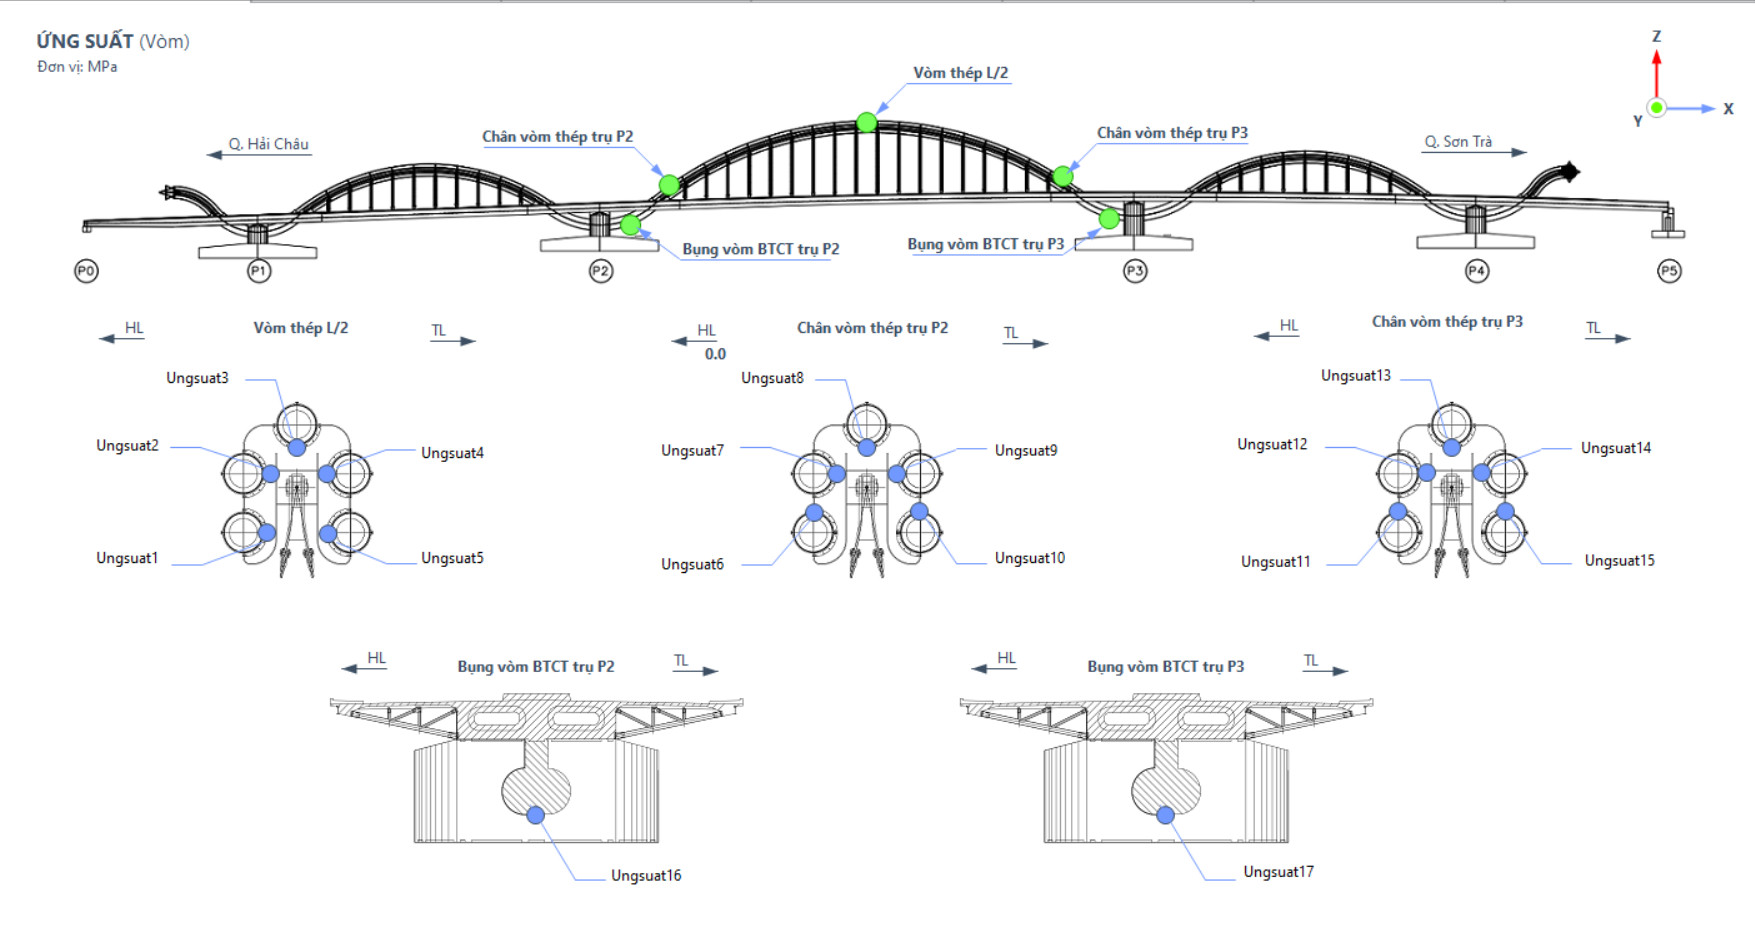 ỨNG SUẤT (Vòm)
Đơn vị: MPa
Vòm thép L/2
Chân vòm thép trụ P2
Chân vòm thép trụ P3
Q. Hải Châu
Q. Sơn Trà
Z
Y
X
Bụng vòm BTCT trụ P2
Bụng vòm BTCT trụ P3
P0
P1
P2
P3
P4
P5
HL
Vòm thép L/2
TL
Ungsuat3
Ungsuat2
Ungsuat4
Ungsuat1
Ungsuat5
HL
0.0
Chân vòm thép trụ P2
TL
Ungsuat8
Ungsuat7
Ungsuat9
Ungsuat6
Ungsuat10
HL
Chân vòm thép trụ P3
TL
Ungsuat13
Ungsuat12
Ungsuat14
Ungsuat11
Ungsuat15
HL
Bụng vòm BTCT trụ P2
TL
Ungsuat16
HL
Bụng vòm BTCT trụ P3
TL
Ungsuat17